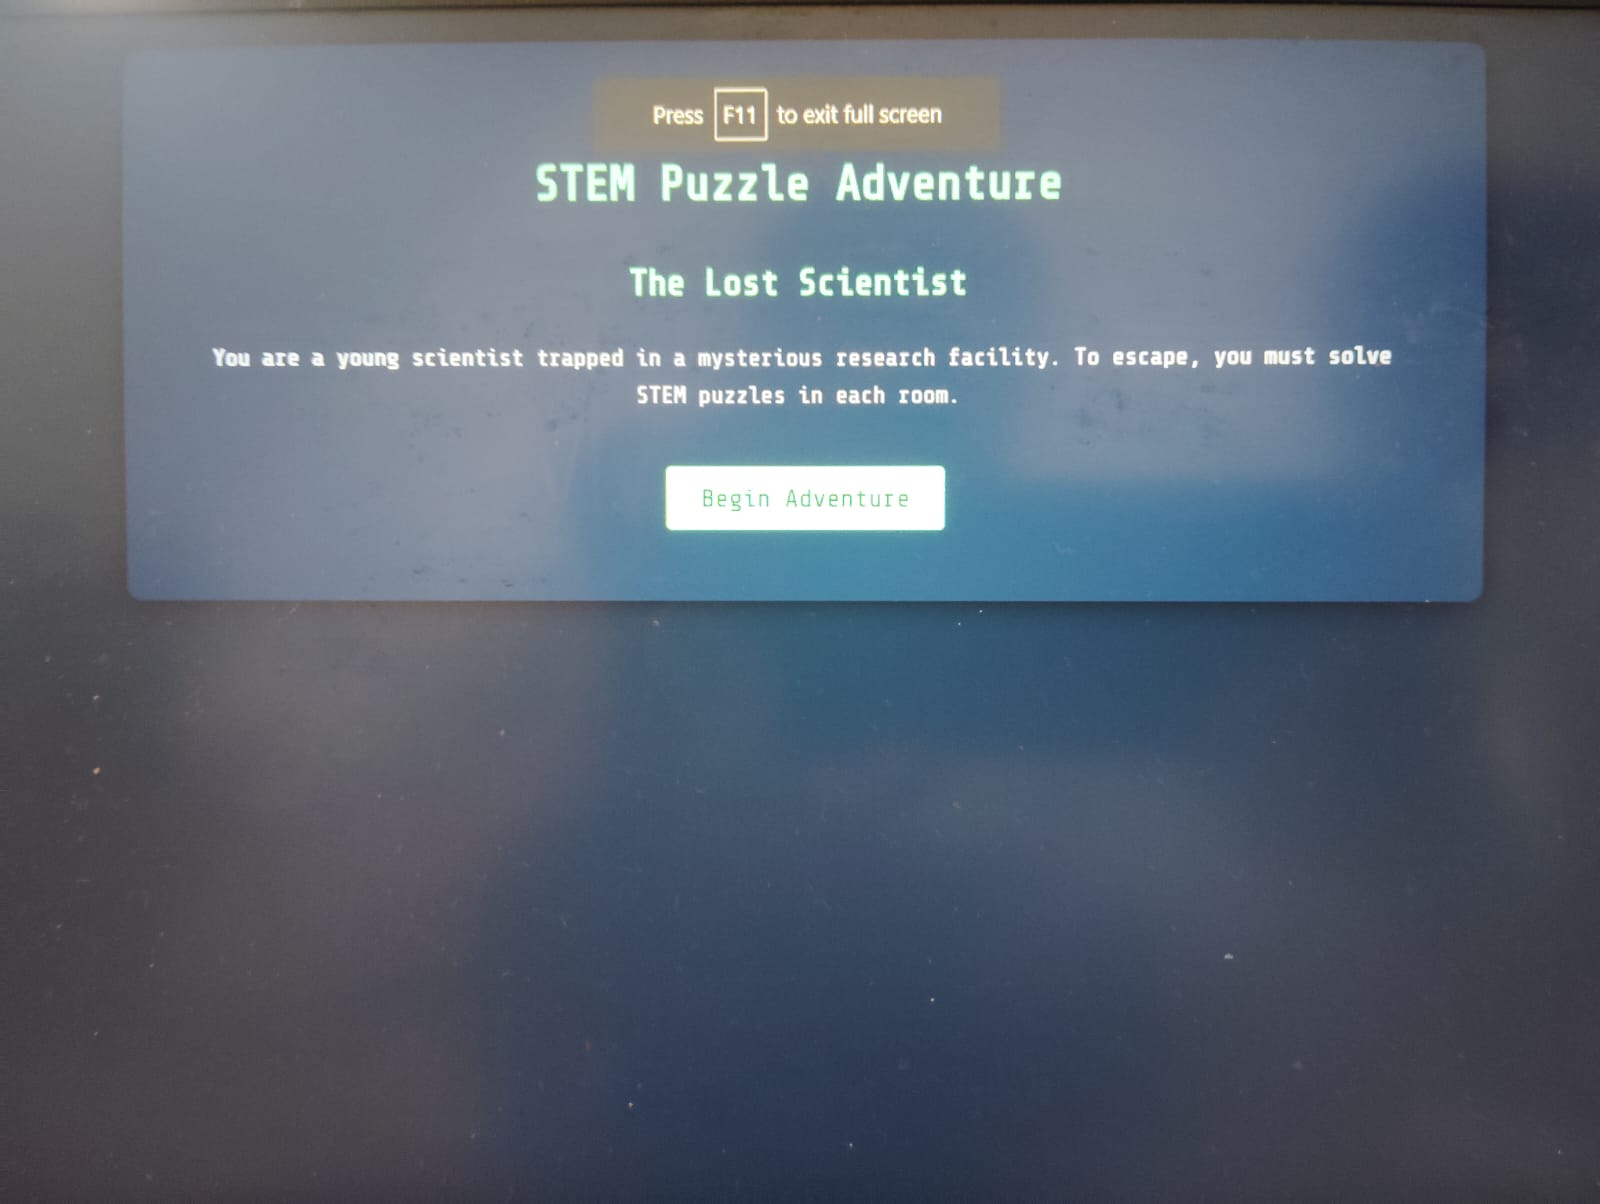 Press F11 to exit full screen
STEM Puzzle Adventure
The Lost Scientist
You are a young scientist trapped in a mysterious research facility. To escape, you must solve
STEM puzzles in each room.
Begin Adventure